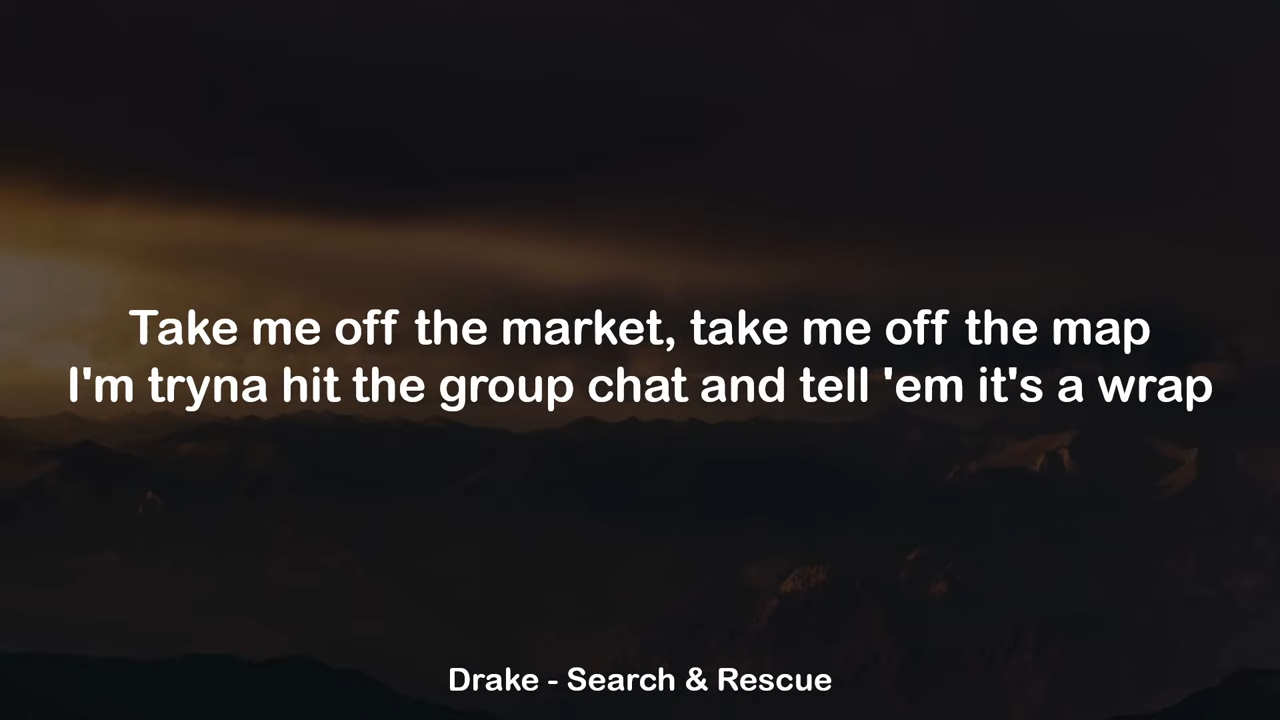 Take me off the market, take me off the map
I'm tryna hit the group chat and tell 'em it's a wrap
Drake - Search & Rescue